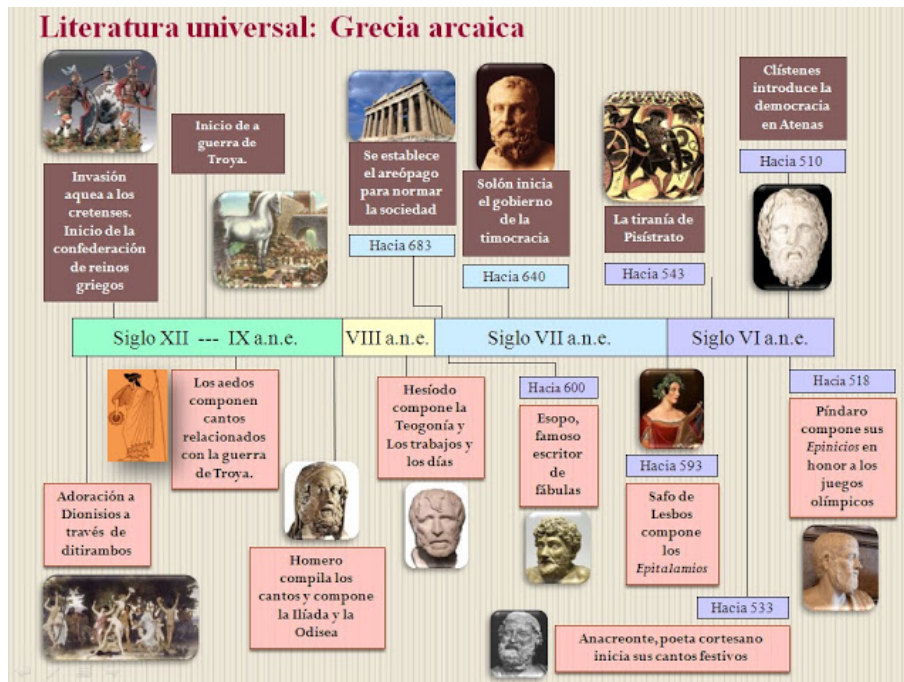 Literatura universal: Grecia arcaica
Invasión
aquea a los
cretenses.
Inicio de la
confederación
de reinos
griegos
Inicio de a
guerra de
Troya.
Se establece
el areópago
para normar
la sociedad
Hacia 683
Solón inicia
el gobierno
de la
timocracia
Hacia 640
La tiranía de
Pisístrato
Hacia 543
Clístenes
introduce la
democracia
en Atenas
Hacia 510
Siglo XII --- IX a.n.e.
VIII a.n.e.
Siglo VII a.n.e.
Siglo VI a.n.e.
Adoración a
Dionisios a
través de
ditirambos
Los aedos
componen
cantos
relacionados
con la guerra
de Troya.
Homero
compila los
cantos y compone
la Ilíada y la
Odisea
Hesíodo
compone la
Teogonía y
Los trabajos y
los días
Hacia 600
Esopo,
famoso
escritor
de
fábulas
Hacia 593
Safo de
Lesbos
compone
los
Epitalamios
Hacia 533
Anacreonte, poeta cortesano
inicia sus cantos festivos
Hacia 518
Píndaro
compone sus
Epinicios en
honor a los
juegos
olímpicos